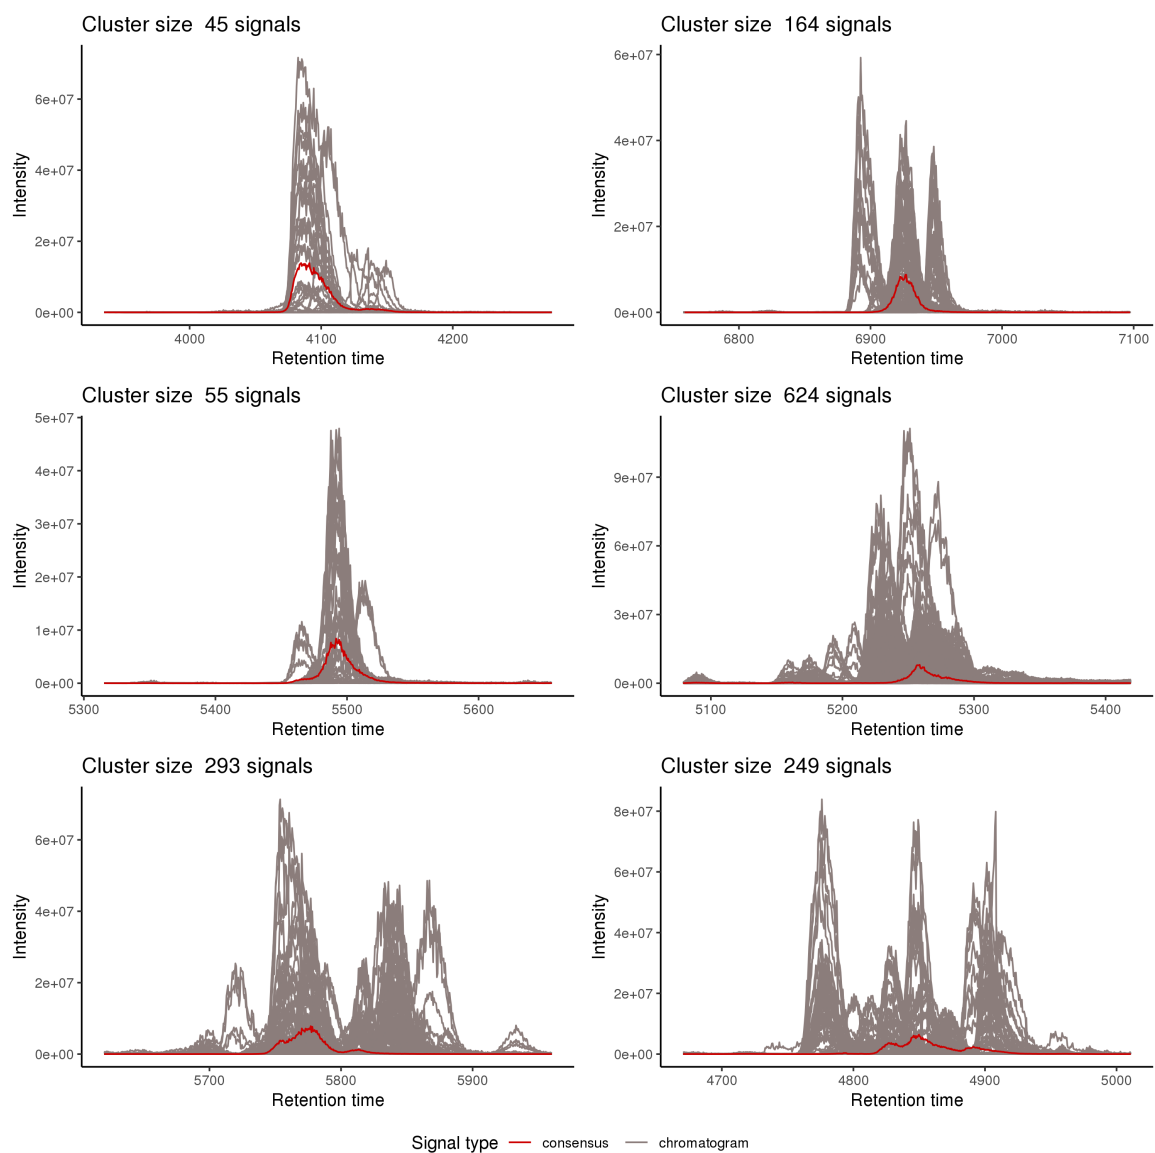 Cluster size  45 signals
Intensity
6e+07
4e+07
2e+07
0e+00
4000 4100 4200
Retention time
Cluster size  164 signals
Intensity
6e+07
4e+07
2e+07
0e+00
6800 6900 7000 7100
Retention time
Cluster size  55 signals
Intensity
5e+07
4e+07
3e+07
2e+07
1e+07
0e+00
5300 5400 5500 5600
Retention time
Cluster size  624 signals
Intensity
9e+07
6e+07
3e+07
0e+00
5100 5200 5300 5400
Retention time
Cluster size  293 signals
Intensity
6e+07
4e+07
2e+07
0e+00
5700 5800 5900
Retention time
Cluster size  249 signals
Intensity
8e+07
6e+07
4e+07
2e+07
0e+00
4700 4800 4900 5000
Retention time
Signal type consensus chromatogram